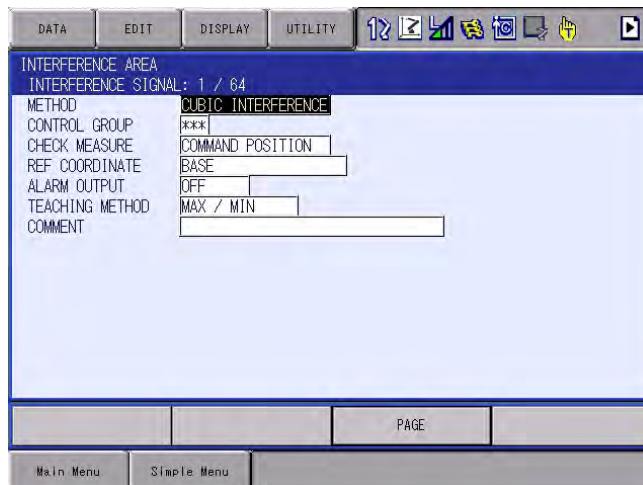 DATA EDIT DISPLAY UTILITY
INTERFERENCE AREA
INTERFERENCE SIGNAL: 1 / 64
METHOD CUBIC INTERFERENCE
CONTROL GROUP ***
CHECK MEASURE COMMAND POSITION
REF COORDINATE BASE
ALARM OUTPUT OFF
TEACHING METHOD MAX / MIN
COMMENT
PAGE
Main Menu Simple Menu